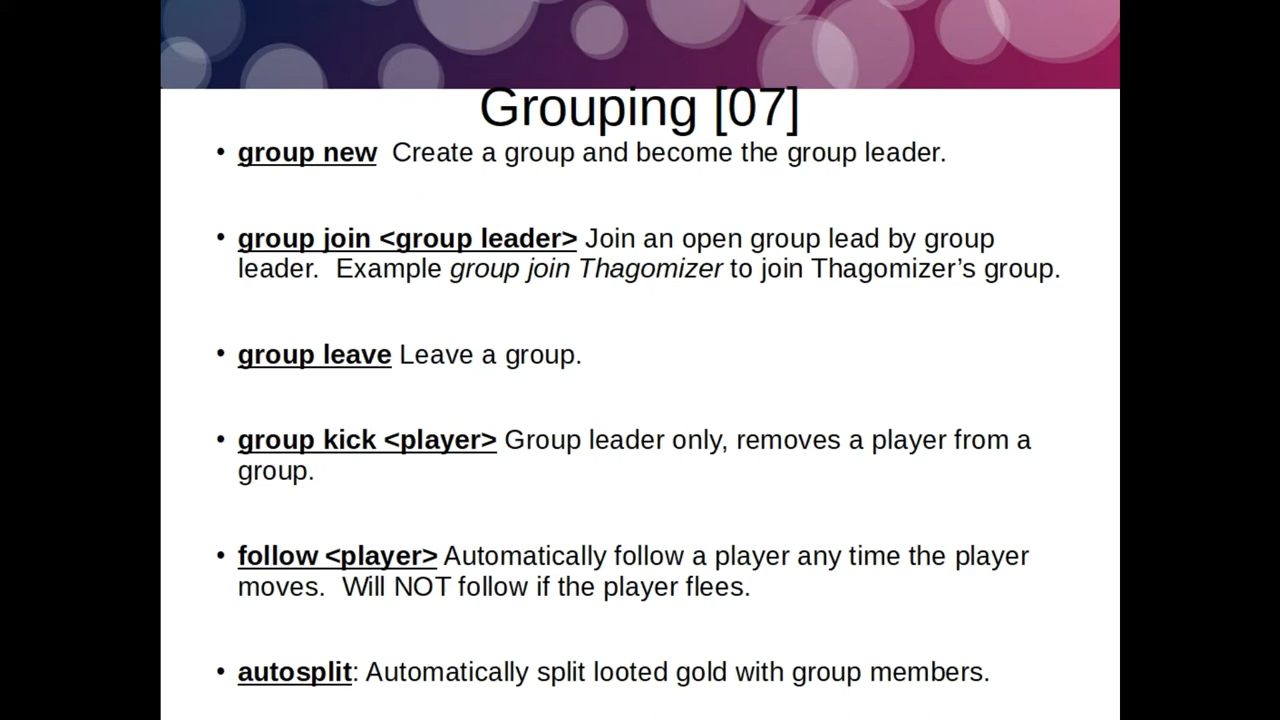 Grouping [07]
• group new  Create a group and become the group leader.
• group join <group leader> Join an open group lead by group
leader.  Example group join Thagomizer to join Thagomizer’s group.
• group leave Leave a group.
• group kick <player> Group leader only, removes a player from a
group.
• follow <player> Automatically follow a player any time the player
moves.  Will NOT follow if the player flees.
• autosplit: Automatically split looted gold with group members.